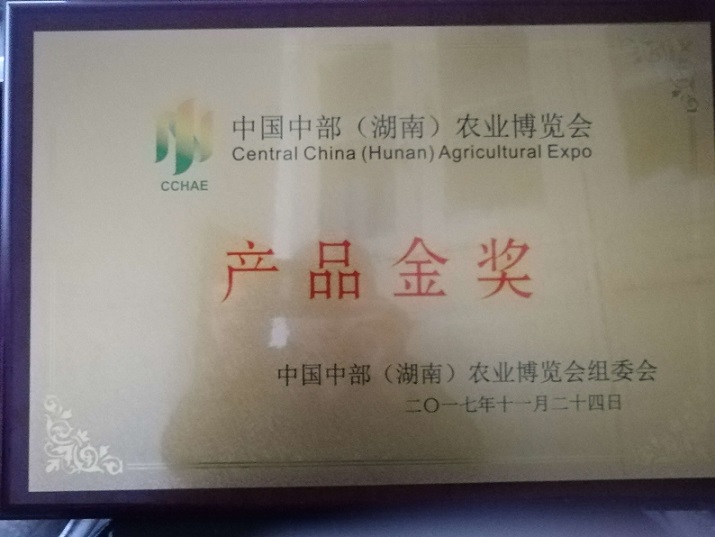 中国中部（湖南）农业博览会
Central China (Hunan) Agricultural Expo
CCHAE
产品金奖
中国中部（湖南）农业博览会组委会
二〇一七年十一月二十四日